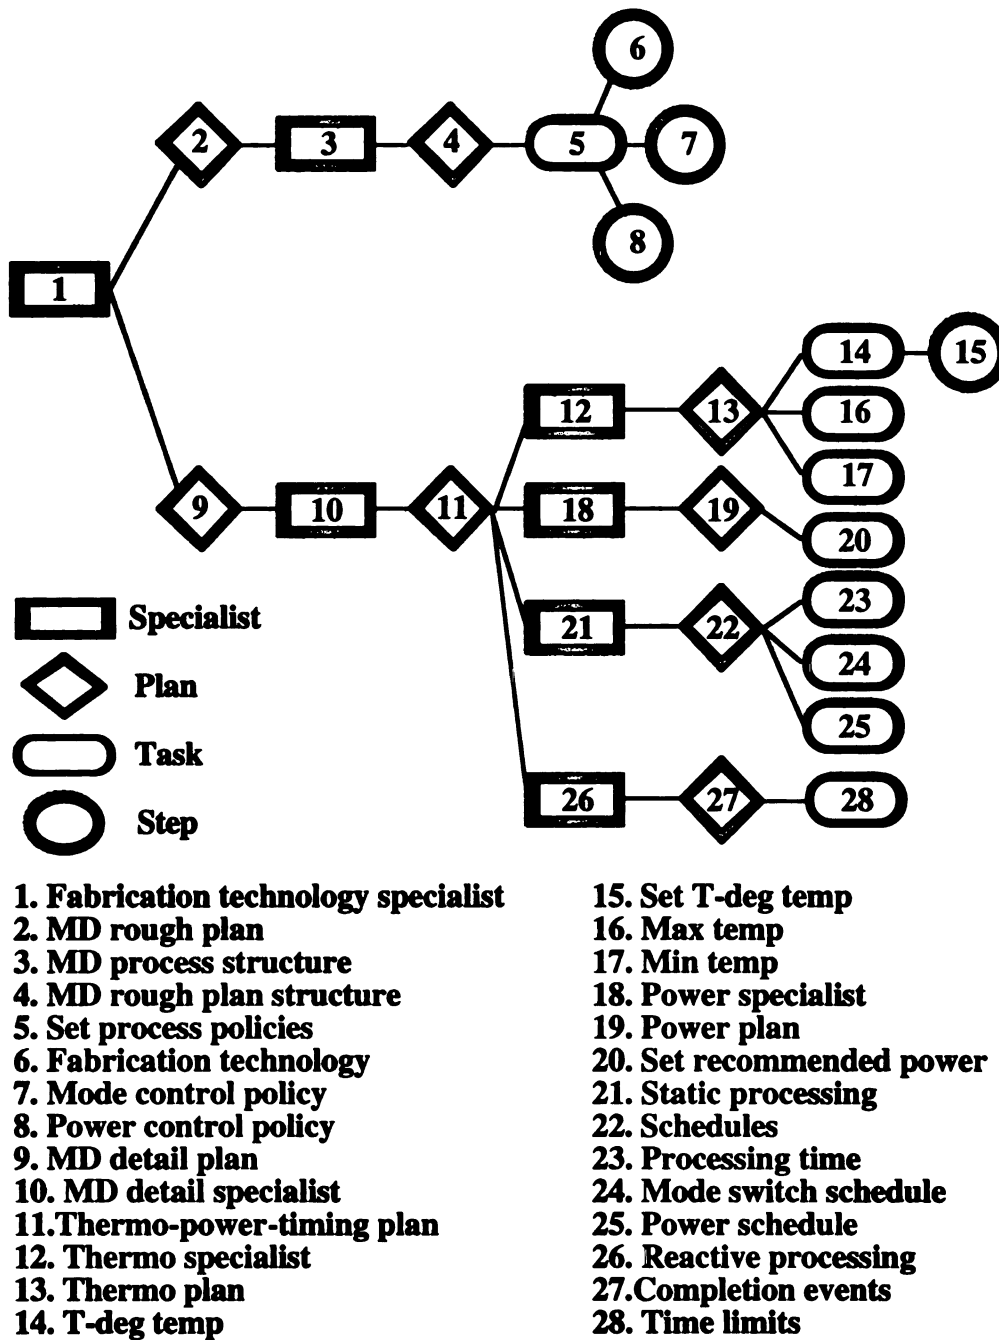 6
2
3
4
5
7
8
1
14
15
12
13
16
17
9
10
11
18
19
20
21
22
23
24
25
26
27
28
Specialist
Plan
Task
Step
1. Fabrication technology specialist
2. MD rough plan
3. MD process structure
4. MD rough plan structure
5. Set process policies
6. Fabrication technology
7. Mode control policy
8. Power control policy
9. MD detail plan
10. MD detail specialist
11.Thermo-power-timing plan
12. Thermo specialist
13. Thermo plan
14. T-deg temp
15. Set T-deg temp
16. Max temp
17. Min temp
18. Power specialist
19. Power plan
20. Set recommended power
21. Static processing
22. Schedules
23. Processing time
24. Mode switch schedule
25. Power schedule
26. Reactive processing
27.Completion events
28. Time limits